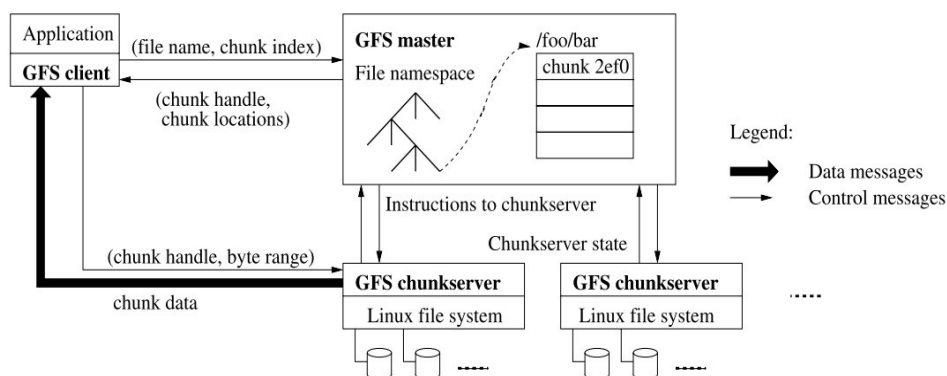 Application
GFS client
(file name, chunk index)
(chunk handle,
chunk locations)
GFS master
File namespace
/foo/bar
chunk 2ef0
Legend:
Data messages
Control messages
Instructions to chunkserver
Chunkserver state
(chunk handle, byte range)
chunk data
GFS chunkserver
Linux file system
GFS chunkserver
Linux file system